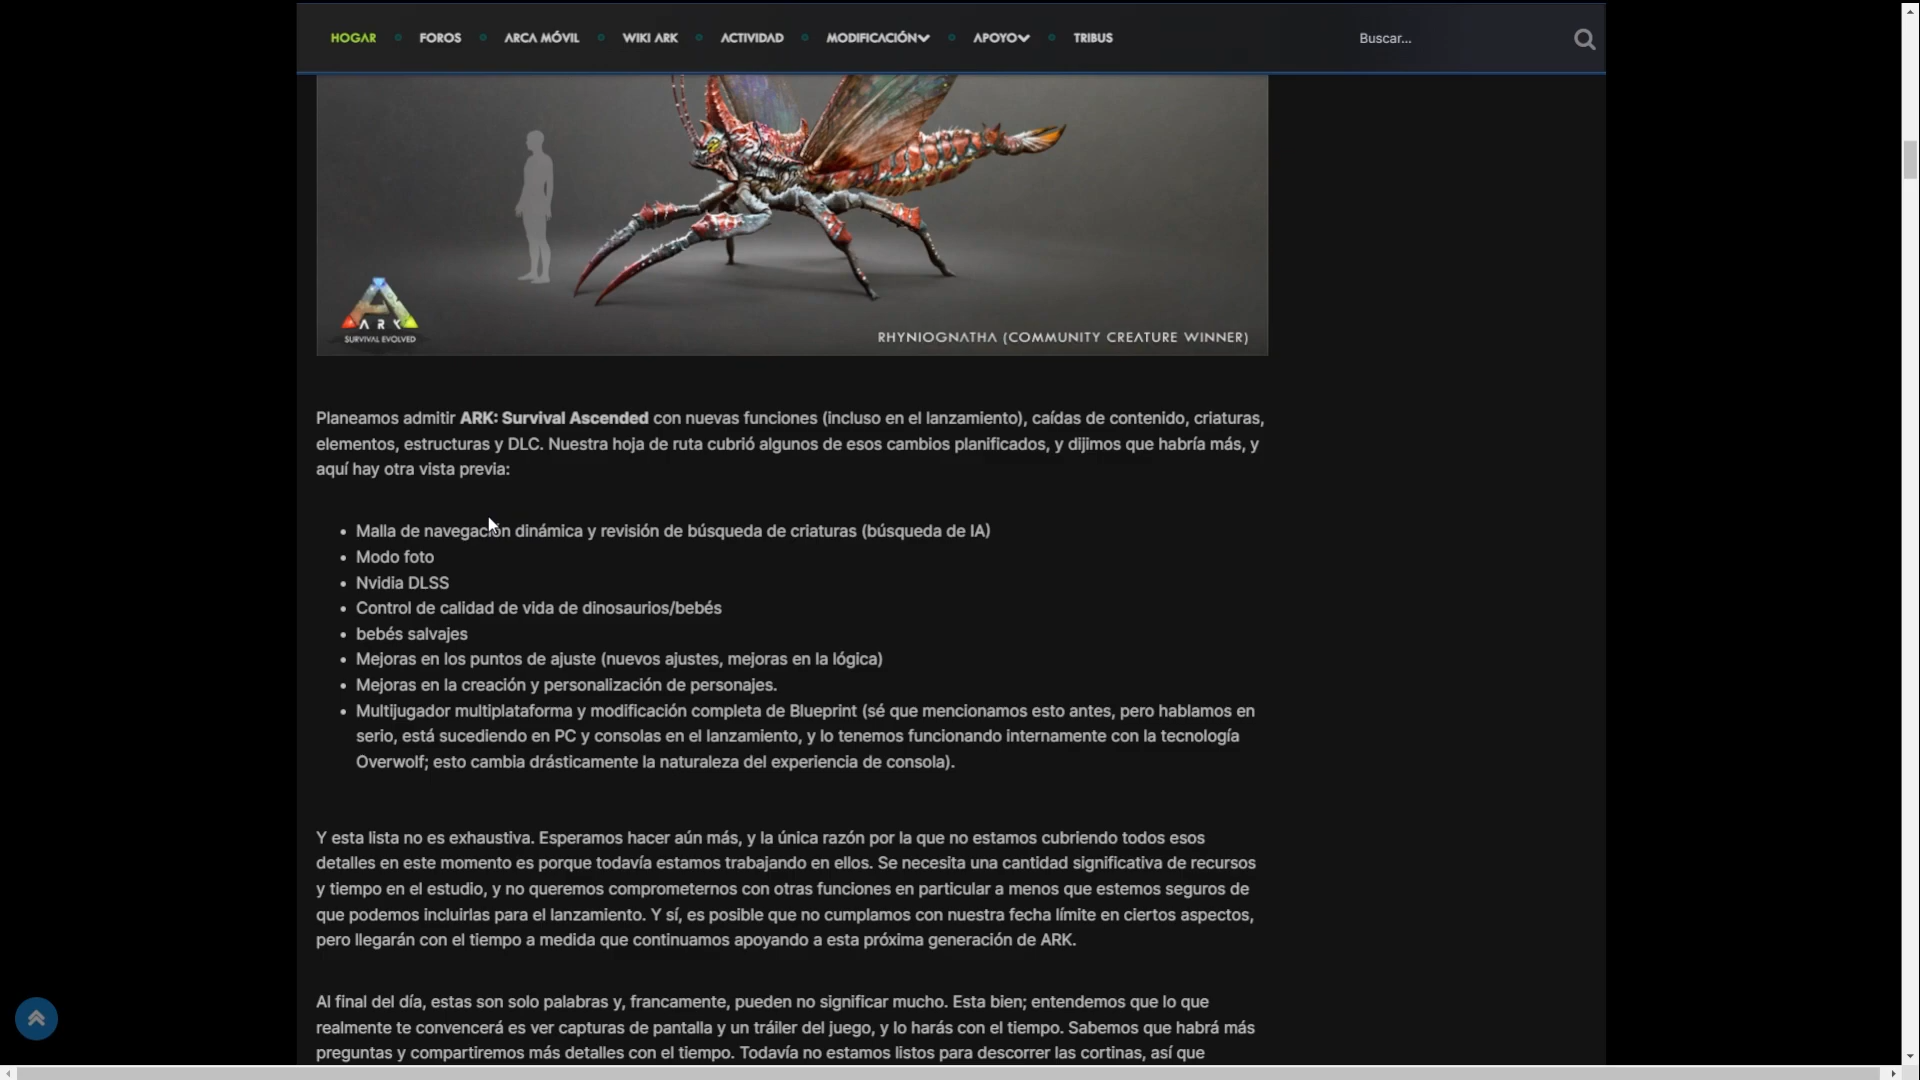 HOGAR FOROS ARCA MÓVIL WIKI ARK ACTIVIDAD MODIFICACIÓN APOYO TRIBUS Buscar...
ARK
SURVIVAL EVOLVED
RHYNIOGNATHA (COMMUNITY CREATURE WINNER)
Planeamos admitir ARK: Survival Ascended con nuevas funciones (incluso en el lanzamiento), caídas de contenido, criaturas,
elementos, estructuras y DLC. Nuestra hoja de ruta cubrió algunos de esos cambios planificados, y dijimos que habría más, y
aquí hay otra vista previa:
• Malla de navegación dinámica y revisión de búsqueda de criaturas (búsqueda de IA)
• Modo foto
• Nvidia DLSS
• Control de calidad de vida de dinosaurios/bebés
• bebés salvajes
• Mejoras en los puntos de ajuste (nuevos ajustes, mejoras en la lógica)
• Mejoras en la creación y personalización de personajes.
• Multijugador multiplataforma y modificación completa de Blueprint (sé que mencionamos esto antes, pero hablamos en
serio, está sucediendo en PC y consolas en el lanzamiento, y lo tenemos funcionando internamente con la tecnología
Overwolf; esto cambia drásticamente la naturaleza del experiencia de consola).
Y esta lista no es exhaustiva. Esperamos hacer aún más, y la única razón por la que no estamos cubriendo todos esos
detalles en este momento es porque todavía estamos trabajando en ellos. Se necesita una cantidad significativa de recursos
y tiempo en el estudio, y no queremos comprometernos con otras funciones en particular a menos que estemos seguros de
que podemos incluirlas para el lanzamiento. Y sí, es posible que no cumplamos con nuestra fecha límite en ciertos aspectos,
pero llegarán con el tiempo a medida que continuamos apoyando a esta próxima generación de ARK.
Al final del día, estas son solo palabras y, francamente, pueden no significar mucho. Esta bien; entendemos que lo que
realmente te convencerá es ver capturas de pantalla y un tráiler del juego, y lo harás con el tiempo. Sabemos que habrá más
preguntas y compartiremos más detalles con el tiempo. Todavía no estamos listos para descorrer las cortinas, así que